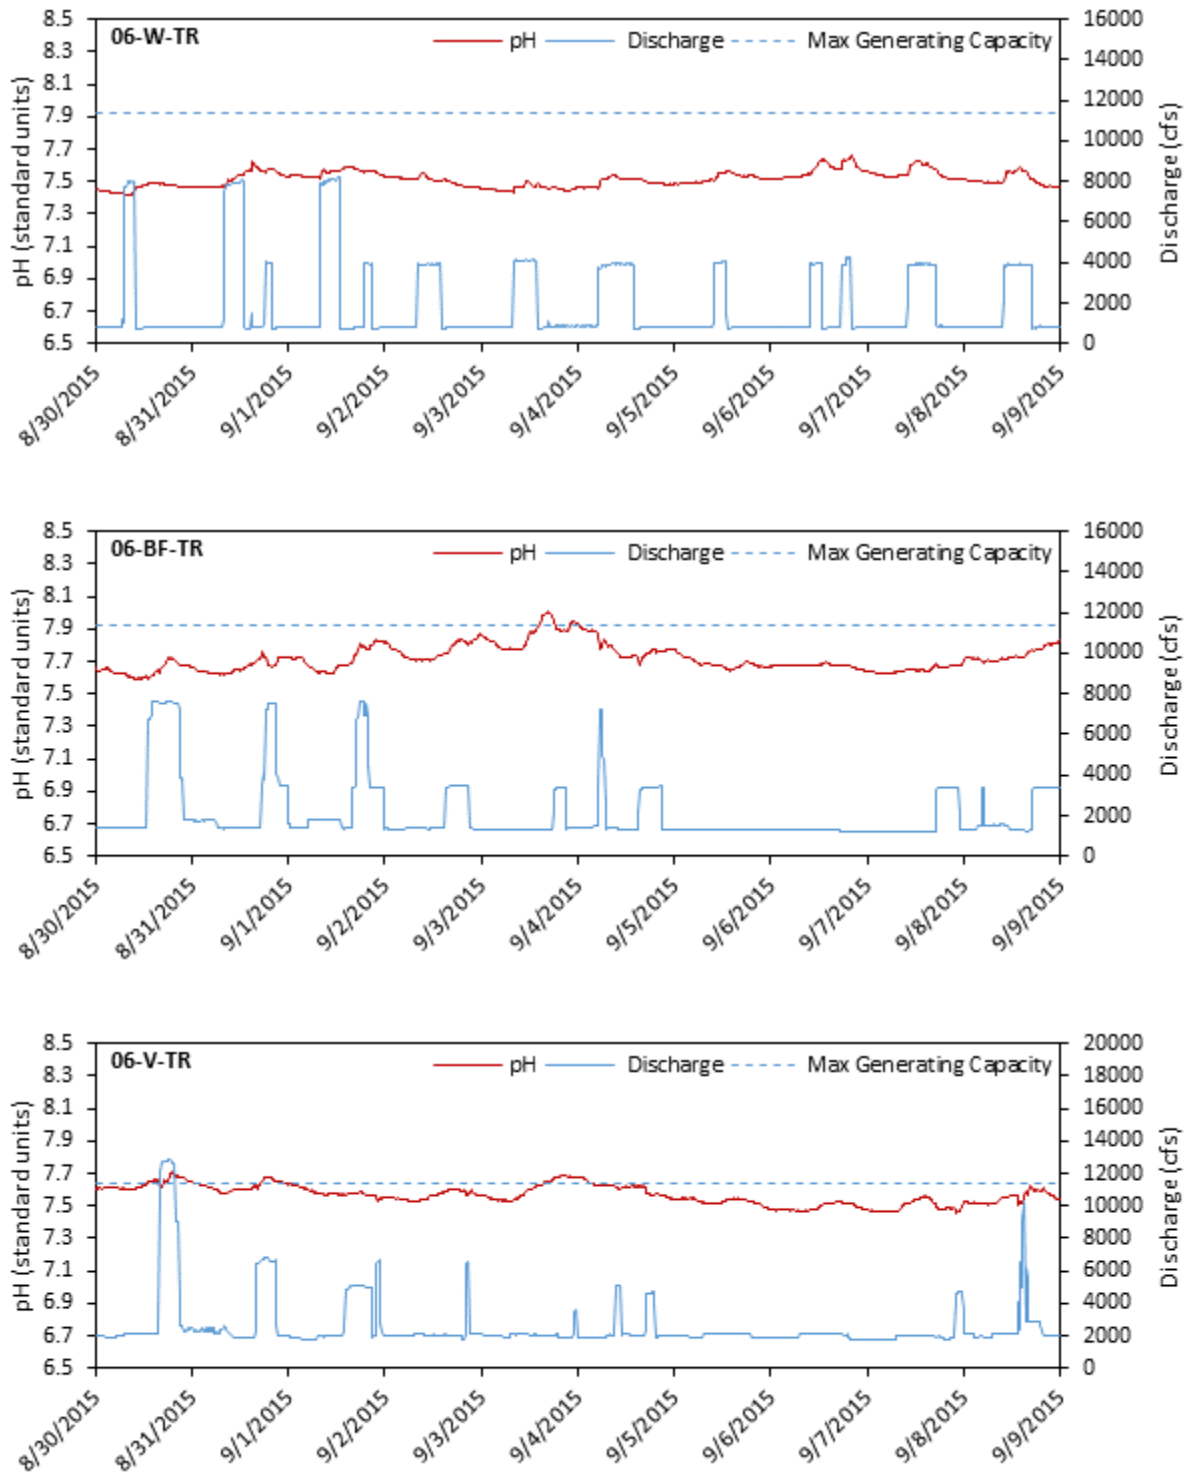 06-W-TR
pH Discharge Max Generating Capacity
8.5 16000
8.3 14000
8.1 12000
7.9 10000
7.7 8000
7.5 6000
7.3 4000
7.1 2000
6.9 0
6.7
6.5
pH (standard units)
Discharge (cfs)
8/30/2015 8/31/2015 9/1/2015 9/2/2015 9/3/2015 9/4/2015 9/5/2015 9/6/2015 9/7/2015 9/8/2015 9/9/2015
06-BF-TR
pH Discharge Max Generating Capacity
8.5 16000
8.3 14000
8.1 12000
7.9 10000
7.7 8000
7.5 6000
7.3 4000
7.1 2000
6.9 0
6.7
6.5
pH (standard units)
Discharge (cfs)
8/30/2015 8/31/2015 9/1/2015 9/2/2015 9/3/2015 9/4/2015 9/5/2015 9/6/2015 9/7/2015 9/8/2015 9/9/2015
06-V-TR
pH Discharge Max Generating Capacity
8.5 20000
8.3 18000
8.1 16000
7.9 14000
7.7 12000
7.5 10000
7.3 8000
7.1 6000
6.9 4000
6.7 2000
6.5 0
pH (standard units)
Discharge (cfs)
8/30/2015 8/31/2015 9/1/2015 9/2/2015 9/3/2015 9/4/2015 9/5/2015 9/6/2015 9/7/2015 9/8/2015 9/9/2015